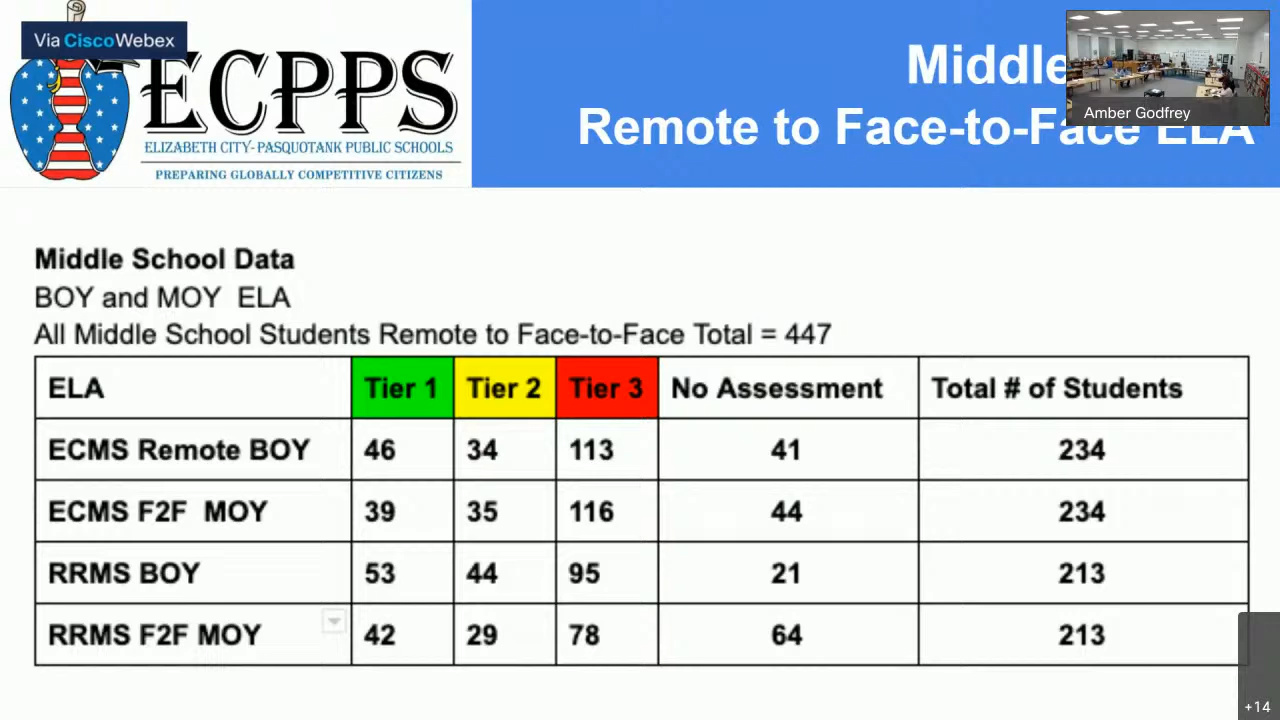 Via CiscoWebex
ECPPS
ELIZABETH CITY-PASQUOTANK PUBLIC SCHOOLS
PREPARING GLOBALLY COMPETITIVE CITIZENS
Middle
Remote to Face-to-Face ELA
Amber Godfrey
Middle School Data
BOY and MOY ELA
All Middle School Students Remote to Face-to-Face Total = 447
ELA Tier 1 Tier 2 Tier 3 No Assessment Total # of Students
ECMS Remote BOY 46 34 113 41 234
ECMS F2F MOY 39 35 116 44 234
RRMS BOY 53 44 95 21 213
RRMS F2F MOY 42 29 78 64 213
+14